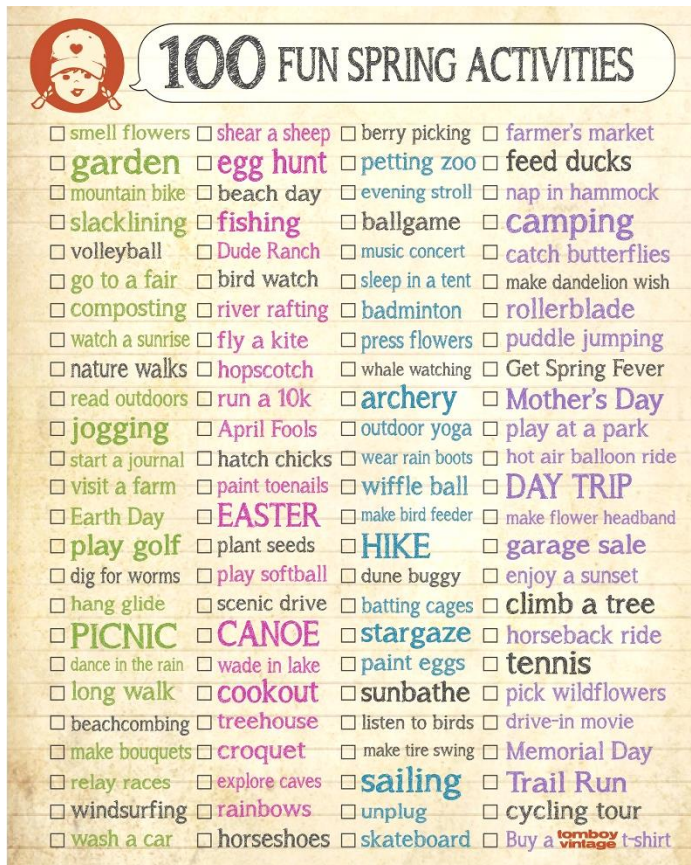 100 FUN SPRING ACTIVITIES
smell flowers
garden
mountain bike
slacklining
volleyball
go to a fair
composting
watch a sunrise
nature walks
read outdoors
jogging
start a journal
visit a farm
Earth Day
play golf
dig for worms
hang glide
PICNIC
dance in the rain
long walk
beachcombing
make bouquets
relay races
windsurfing
wash a car
shear a sheep
egg hunt
beach day
fishing
Dude Ranch
bird watch
river rafting
fly a kite
hopscotch
run a 10k
April Fools
hatch chicks
paint toenails
EASTER
plant seeds
play softball
scenic drive
CANOE
wade in lake
cookout
treehouse
croquet
explore caves
rainbows
horseshoes
berry picking
petting zoo
evening stroll
ballgame
music concert
sleep in a tent
badminton
press flowers
whale watching
archery
outdoor yoga
wear rain boots
wiffle ball
make bird feeder
HIKE
dune buggy
batting cages
stargaze
paint eggs
sunbathe
listen to birds
make tire swing
sailing
unplug
skateboard
farmer's market
feed ducks
nap in hammock
camping
catch butterflies
make dandelion wish
rollerblade
puddle jumping
Get Spring Fever
Mother's Day
play at a park
hot air balloon ride
DAY TRIP
make flower headband
garage sale
enjoy a sunset
climb a tree
horseback ride
tennis
pick wildflowers
drive-in movie
Memorial Day
Trail Run
cycling tour
Buy a tomboy vintage t-shirt